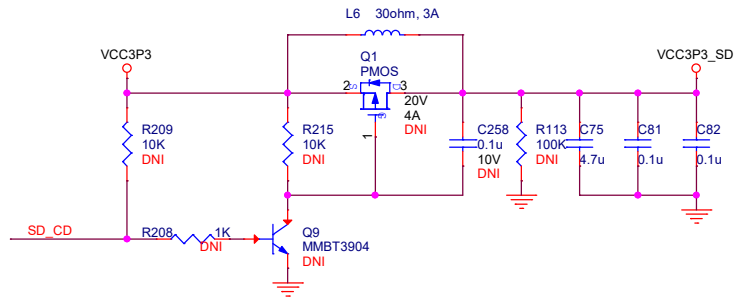 L6 30ohm, 3A
VCC3P3
Q1
PMOS
VCC3P3_SD
2
S
D
3
G
1
20V
4A
DNI
R209
10K
DNI
R215
10K
DNI
C258
0.1u
10V
DNI
R113
100K
DNI
C75
4.7u
C81
0.1u
C82
0.1u
SD_CD
R208
1K
DNI
Q9
MMBT3904
DNI